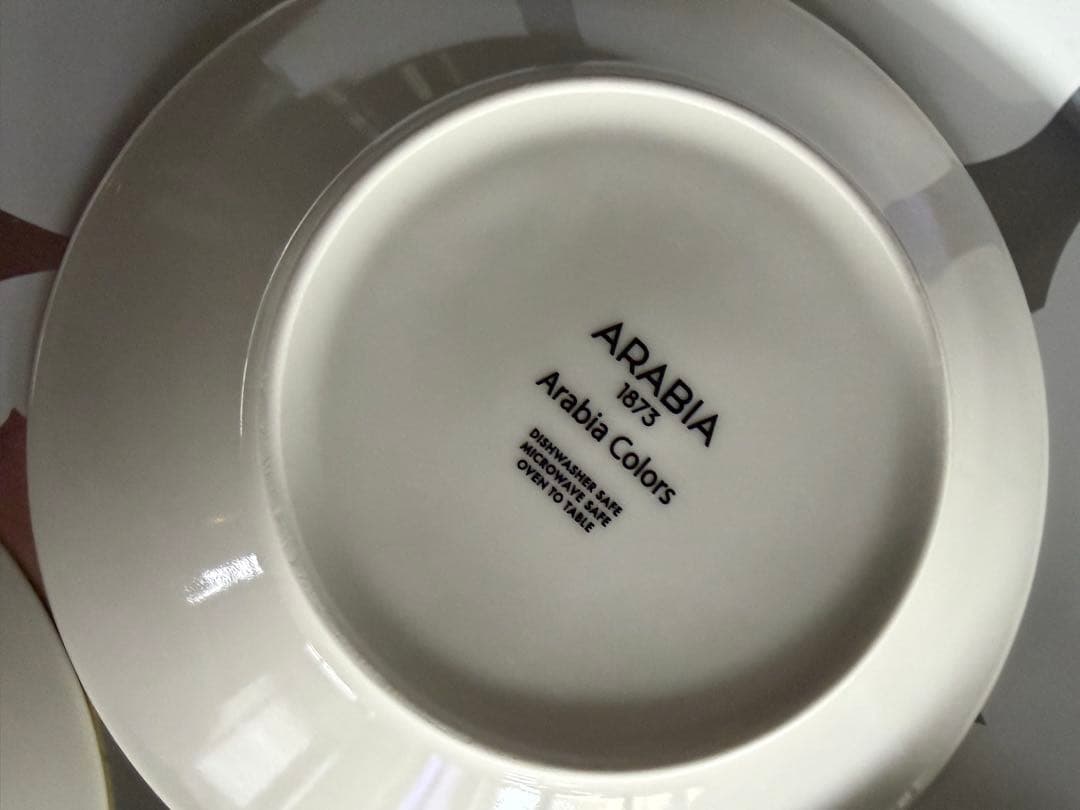 ARABIA
1873
Arabia Colors
DISHWASHER SAFE
MICROWAVE SAFE
OVEN TO TABLE